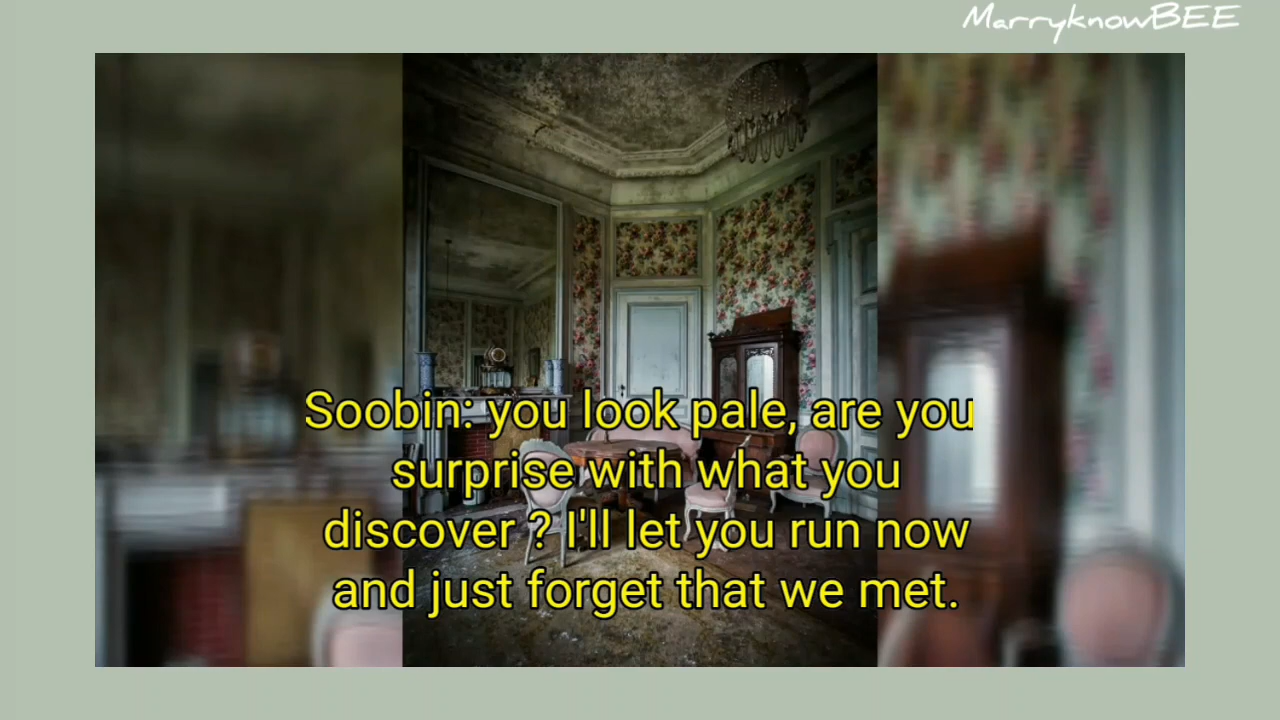 MarryknowBEE
Soobin: you look pale, are you
surprise with what you
discover ? I'll let you run now
and just forget that we met.